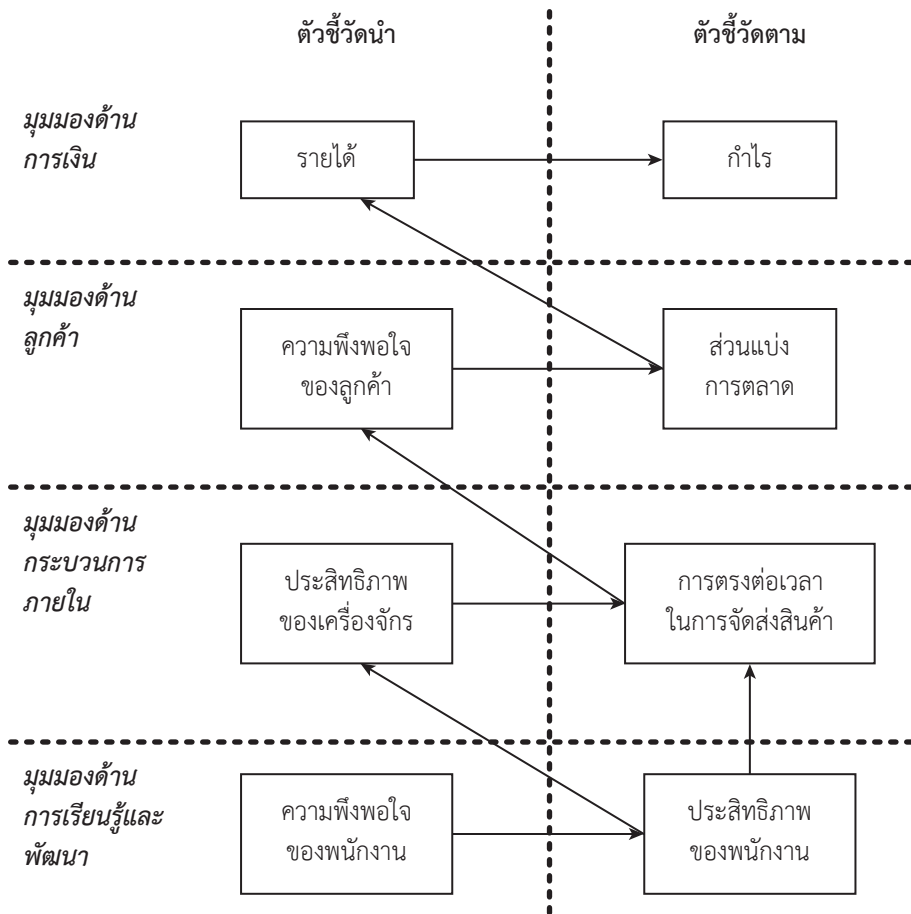 ตัวชี้วัดนำ
ตัวชี้วัดตาม
มุมมองด้าน
การเงิน
รายได้
กำไร
มุมมองด้าน
ลูกค้า
ความพึงพอใจ
ของลูกค้า
ส่วนแบ่ง
การตลาด
มุมมองด้าน
กระบวนการ
ภายใน
ประสิทธิภาพ
ของเครื่องจักร
การตรงต่อเวลา
ในการจัดส่งสินค้า
มุมมองด้าน
การเรียนรู้และ
พัฒนา
ความพึงพอใจ
ของพนักงาน
ประสิทธิภาพ
ของพนักงาน